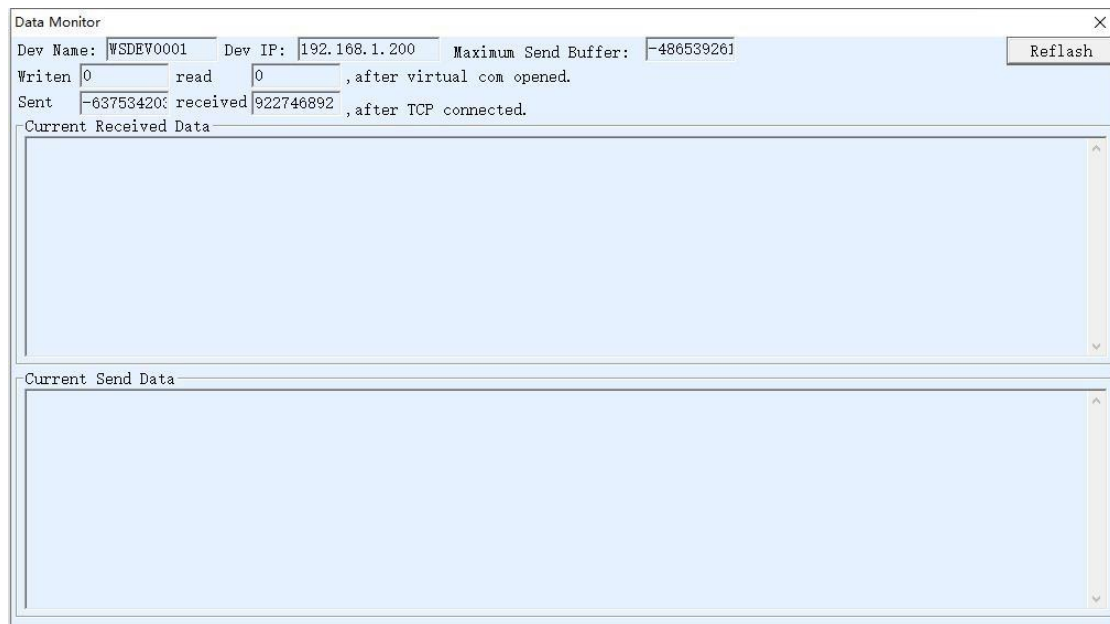 Data Monitor
Dev Name: WSDEV0001 Dev IP: 192.168.1.200 Maximum Send Buffer: -486539261 Reflash
Writen 0 read 0 ,after virtual com opened.
Sent -637534203 received 922746892 ,after TCP connected.
Current Received Data
Current Send Data